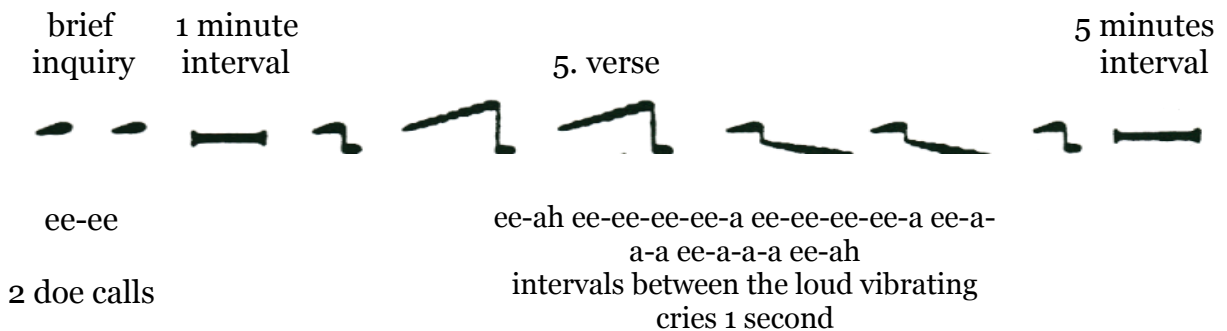 brief
inquiry
1 minute
interval
5. verse
5 minutes
interval
ee-ee
2 doe calls
ee-ah ee-ee-ee-ee-a ee-ee-ee-ee-a ee-a-
a-a ee-a-a-a ee-ah
intervals between the loud vibrating
cries 1 second